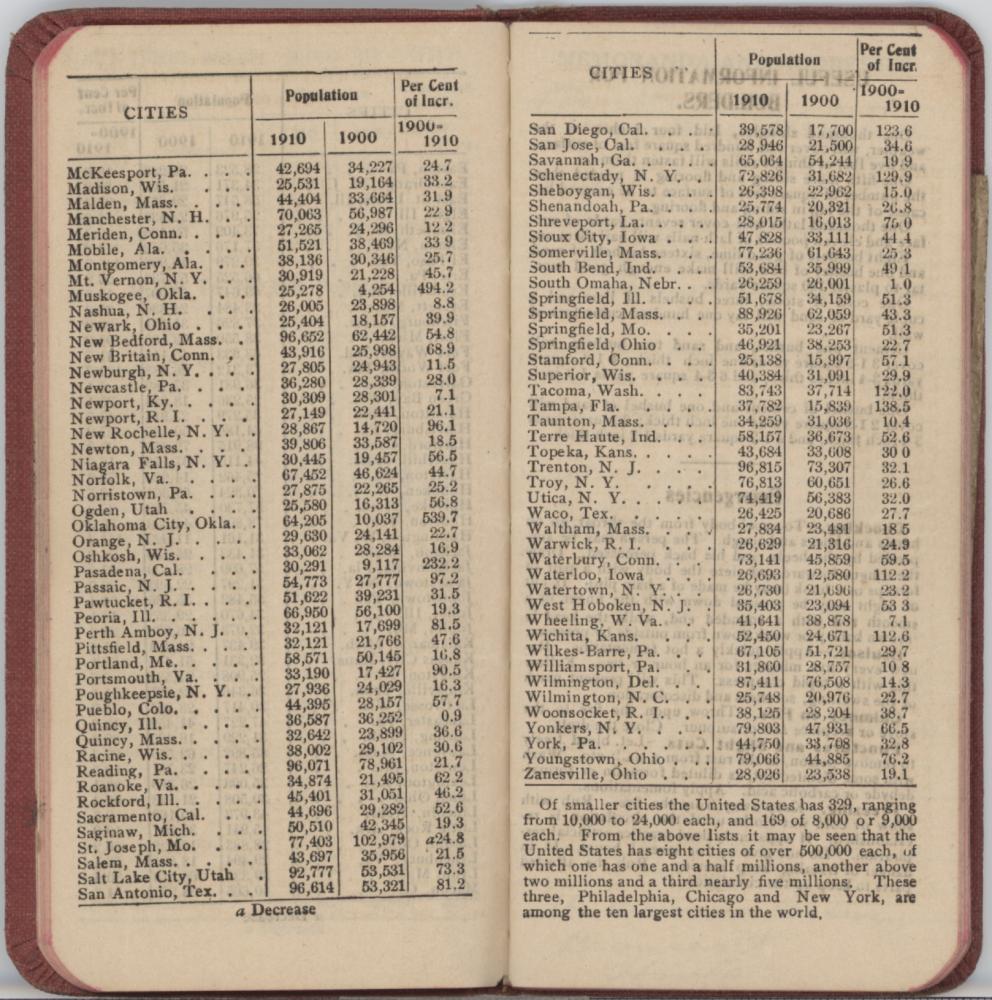 CITIES Population Per Cent of Incr.
1910 1900 1900-1910
McKeesport, Pa. . . . 42,694 34,227 24.7
Madison, Wis. . . . 25,531 19,164 33.2
Malden, Mass. . . . 44,404 33,664 31.9
Manchester, N. H. . . 70,063 56,987 22.9
Meriden, Conn. . . . 27,265 24,296 12.2
Mobile, Ala. . . . . 51,521 38,469 33 9
Montgomery, Ala. . . . 38,136 30,346 25.7
Mt. Vernon, N. Y. . . 30,919 21,228 45.7
Muskogee, Okla. . . . 25,278 4,254 494.2
Nashua, N. H. . . . 26,005 23,898 8.8
Newark, Ohio . . . 25,404 18,157 39.9
New Bedford, Mass. . 96,652 62,442 54.8
New Britain, Conn. . . 43,916 25,998 68.9
Newburgh, N. Y. . . . 27,805 24,943 11.5
Newcastle, Pa. . . . 36,280 28,339 28.0
Newport, Ky. . . . . 30,309 28,301 7.1
Newport, R. I. . . . 27,149 22,441 21.1
New Rochelle, N. Y. . 28,867 14,720 96.1
Newton, Mass. . . . 39,806 33,587 18.5
Niagara Falls, N. Y. . . 30,445 19,457 56.5
Norfolk, Va. . . . . 67,452 46,624 44.7
Norristown, Pa. . . . 27,875 22,265 25.2
Ogden, Utah . . . . 25,580 16,313 56.8
Oklahoma City, Okla. . 64,205 10,037 539.7
Orange, N. J. . . . . 29,630 24,141 22.7
Oshkosh, Wis. . . . 33,062 28,284 16.9
Pasadena, Cal. . . . 30,291 9,117 232.2
Passaic, N. J. . . . . 54,773 27,777 97.2
Pawtucket, R. I. . . . 51,622 39,231 31.5
Peoria, Ill. . . . . . 66,950 56,100 19.3
Perth Amboy, N. J. . 32,121 17,699 81.5
Pittsfield, Mass. . . . 32,121 21,766 47.6
Portland, Me. . . . . 58,571 50,145 16.8
Portsmouth, Va. . . . 33,190 17,427 90.5
Poughkeepsie, N. Y. . 27,936 24,029 16.3
Pueblo, Colo. . . . . 44,395 28,157 57.7
Quincy, Ill. . . . . 36,587 36,252 0.9
Quincy, Mass. . . . . 32,642 23,899 36.6
Racine, Wis. . . . . 38,002 29,102 30.6
Reading, Pa. . . . . 96,071 78,961 21.7
Roanoke, Va. . . . . 34,874 21,495 62.2
Rockford, Ill. . . . . 45,401 31,051 46.2
Sacramento, Cal. . . 44,696 29,282 52.6
Saginaw, Mich. . . . 50,510 42,345 19.3
St. Joseph, Mo. . . . 77,403 102,979 a24.8
Salem, Mass. . . . . 43,697 35,956 21.5
Salt Lake City, Utah . 92,777 53,531 73.3
San Antonio, Tex. . . 96,614 53,321 81.2
a Decrease
CITIES Population Per Cent of Incr.
1910 1900 1900-1910
San Diego, Cal. . . . 39,578 17,700 123.6
San Jose, Cal. . . . 28,946 21,500 34.6
Savannah, Ga. . . . . 65,064 54,244 19.9
Schenectady, N. Y. . . 72,826 31,682 129.9
Sheboygan, Wis. . . . 26,398 22,962 15.0
Shenandoah, Pa. . . . 25,774 20,321 26.8
Shreveport, La. . . . 28,015 16,013 75.0
Sioux City, Iowa . . . 47,828 33,111 44.4
Somerville, Mass. . . 77,236 61,643 25.3
South Bend, Ind. . . 53,684 35,999 49.1
South Omaha, Nebr. . . 26,259 26,001 1.0
Springfield, Ill. . . . 51,678 34,159 51.3
Springfield, Mass. . . 88,926 62,059 43.3
Springfield, Mo. . . . 35,201 23,267 51.3
Springfield, Ohio . . 46,921 38,253 22.7
Stamford, Conn. . . . 25,138 15,997 57.1
Superior, Wis. . . . 40,384 31,091 29.9
Tacoma, Wash. . . . 83,743 37,714 122.0
Tampa, Fla. . . . . 37,782 15,839 138.5
Taunton, Mass. . . . 34,259 31,036 10.4
Terre Haute, Ind. . . 58,157 36,673 52.6
Topeka, Kans. . . . . 43,684 33,608 30 0
Trenton, N. J. . . . 96,815 73,307 32.1
Troy, N. Y. . . . . 76,813 60,651 26.6
Utica, N. Y. . . . . 74,419 56,383 32.0
Waco, Tex. . . . . 26,425 20,686 27.7
Waltham, Mass. . . . 27,834 23,481 18 5
Warwick, R. I. . . . 26,629 21,316 24.9
Waterbury, Conn. . . 73,141 45,859 59.5
Waterloo, Iowa . . . 26,693 12,580 112.2
Watertown, N. Y. . . 26,730 21,696 23.2
West Hoboken, N. J. . 35,403 23,094 53 3
Wheeling, W. Va. . . 41,641 38,878 7.1
Wichita, Kans. . . . 52,450 24,671 112.6
Wilkes-Barre, Pa. . . 67,105 51,721 29.7
Williamsport, Pa. . . 31,860 28,757 10 8
Wilmington, Del. . . 87,411 76,508 14.3
Wilmington, N. C. . . 25,748 20,976 22.7
Woonsocket, R. I. . . 38,125 28,204 38.7
Yonkers, N. Y. . . . 79,803 47,931 66.5
York, Pa. . . . . . 44,750 33,708 32.8
Youngstown, Ohio . . . 79,066 44,885 76.2
Zanesville, Ohio . . 28,026 23,538 19.1
Of smaller cities the United States has 329, ranging
from 10,000 to 24,000 each, and 169 of 8,000 or 9,000
each. From the above lists it may be seen that the
United States has eight cities of over 500,000 each, of
which one has one and a half millions, another above
two millions and a third nearly five millions. These
three, Philadelphia, Chicago and New York, are
among the ten largest cities in the world.